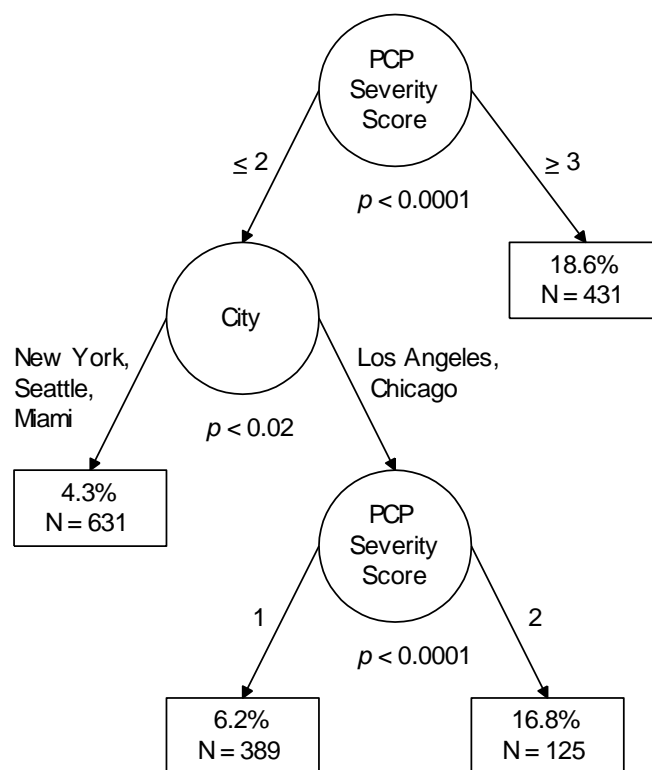 PCP
Severity
Score
≤ 2
≥ 3
p < 0.0001
18.6%
N = 431
City
New York,
Seattle,
Miami
Los Angeles,
Chicago
p < 0.02
4.3%
N = 631
PCP
Severity
Score
1
2
p < 0.0001
6.2%
N = 389
16.8%
N = 125